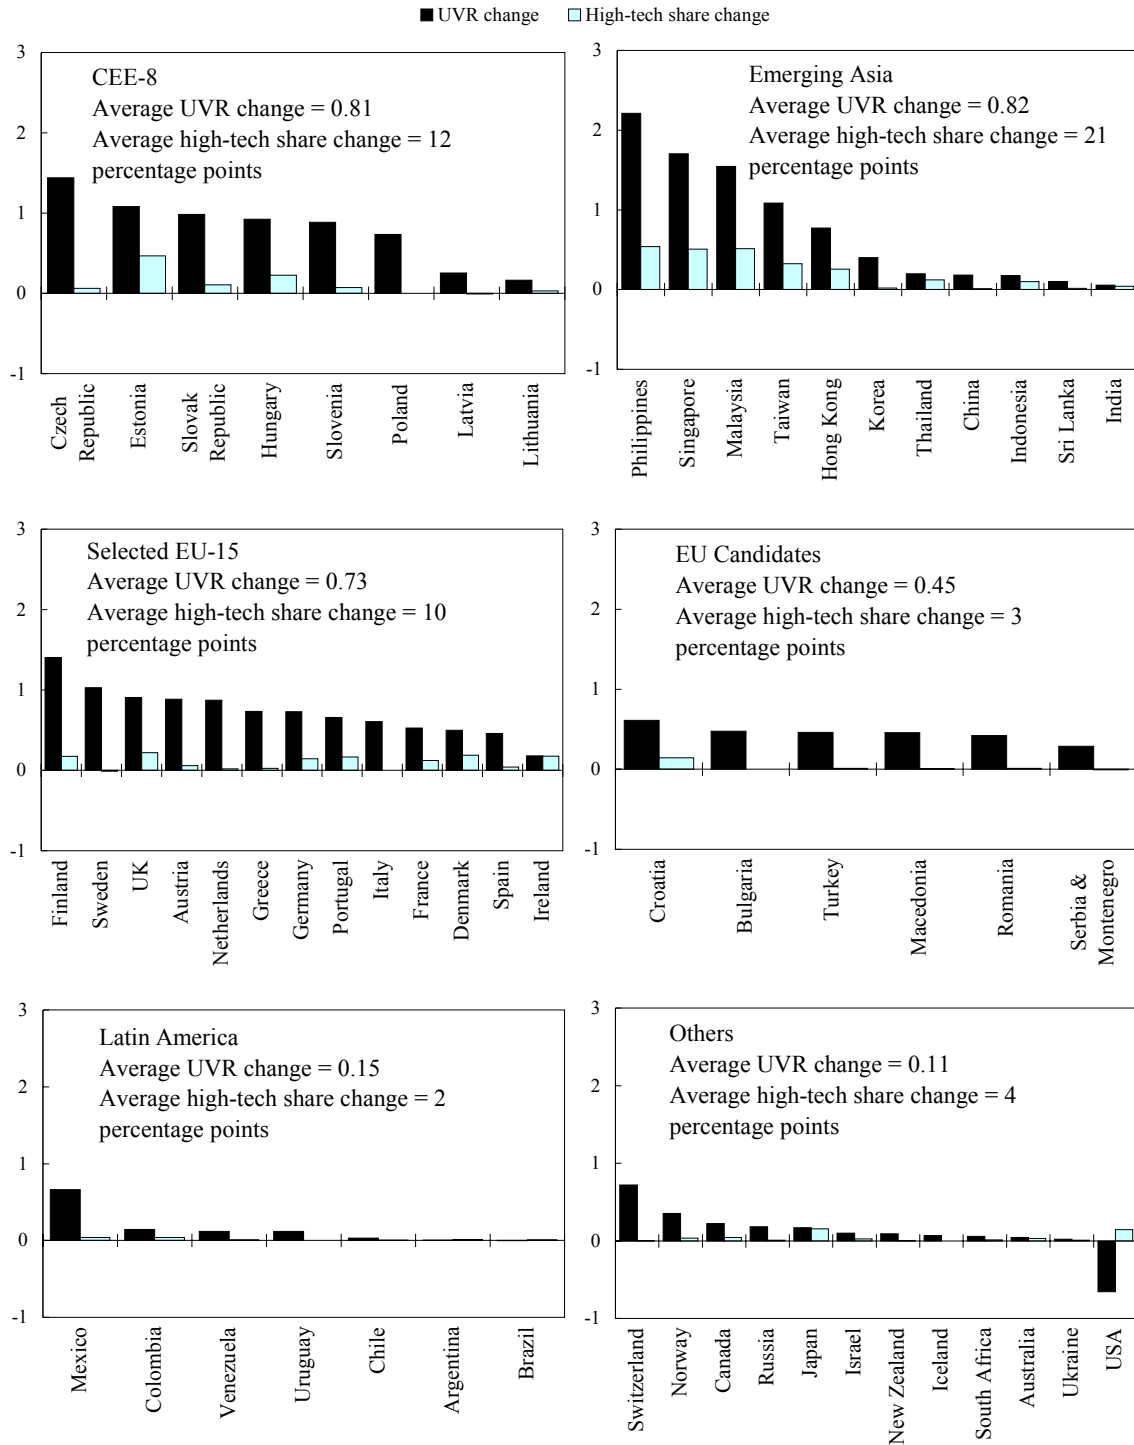 UVR change High-tech share change
3
2
1
0
-1
CEE-8
Average UVR change = 0.81
Average high-tech share change = 12
percentage points
Czech
Republic
Estonia
Slovak
Republic
Hungary
Slovenia
Poland
Latvia
Lithuania
3
2
1
0
-1
Emerging Asia
Average UVR change = 0.82
Average high-tech share change = 21
percentage points
Philippines
Singapore
Malaysia
Taiwan
Hong Kong
Korea
Thailand
China
Indonesia
Sri Lanka
India
3
2
1
0
-1
Selected EU-15
Average UVR change = 0.73
Average high-tech share change = 10
percentage points
Finland
Sweden
UK
Austria
Netherlands
Greece
Germany
Portugal
Italy
France
Denmark
Spain
Ireland
3
2
1
0
-1
EU Candidates
Average UVR change = 0.45
Average high-tech share change = 3
percentage points
Croatia
Bulgaria
Turkey
Macedonia
Romania
Serbia &
Montenegro
3
2
1
0
-1
Latin America
Average UVR change = 0.15
Average high-tech share change = 2
percentage points
Mexico
Colombia
Venezuela
Uruguay
Chile
Argentina
Brazil
3
2
1
0
-1
Others
Average UVR change = 0.11
Average high-tech share change = 4
percentage points
Switzerland
Norway
Canada
Russia
Japan
Israel
New Zealand
Iceland
South Africa
Australia
Ukraine
USA